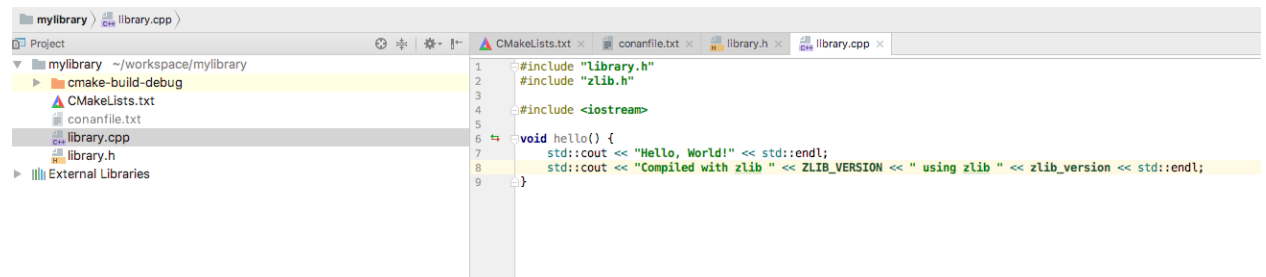 mylibrary library.cpp
Project
CMakeLists.txt conanfile.txt library.h library.cpp
mylibrary ~/workspace/mylibrary
cmake-build-debug
CMakeLists.txt
conanfile.txt
library.cpp
library.h
External Libraries
1 #include "library.h"
2 #include "zlib.h"
3
4 #include <iostream>
5
6 void hello() {
7 std::cout << "Hello, World!" << std::endl;
8 std::cout << "Compiled with zlib " << ZLIB_VERSION << " using zlib " << zlib_version << std::endl;
9 }